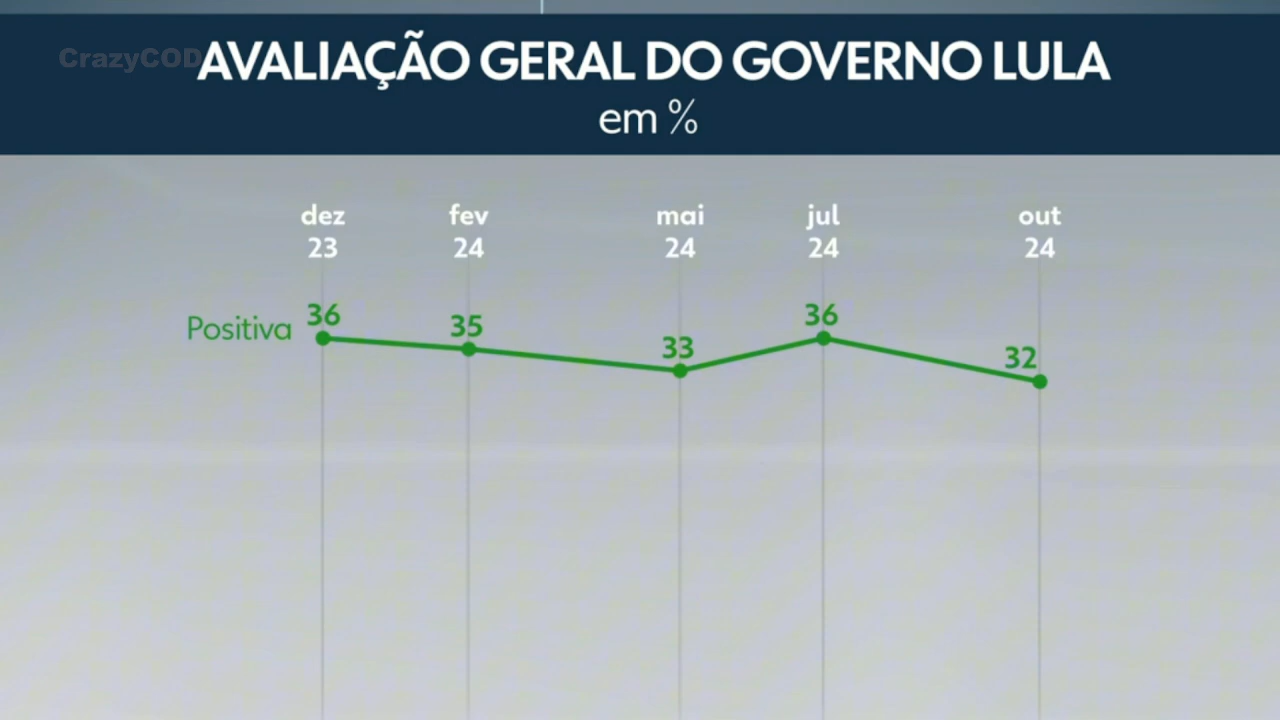 CrazyCOD
AVALIAÇÃO GERAL DO GOVERNO LULA
em %
dez fev mai jul out
23 24 24 24 24
Positiva 36 35 33 36 32